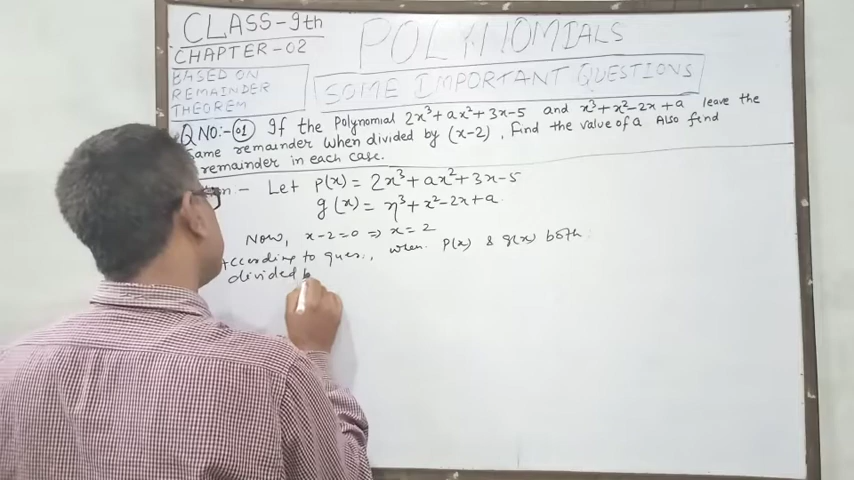 CLASS-9th
CHAPTER-02
BASED ON
REMAINDER
THEOREM
POLYNOMIALS
SOME IMPORTANT QUESTIONS
Q NO:-01 If the Polynomial 2x³+ax²+3x-5 and x³+x²-2x+a leave the
Same remainder When divided by (x-2), Find the value of a Also find
remainder in each case.
:- Let p(x) = 2x³+ax²+3x-5
g(x) = x³+x²-2x+a
Now, x-2=0 ⇒ x=2
According to ques., when P(x) & g(x) both
divided b